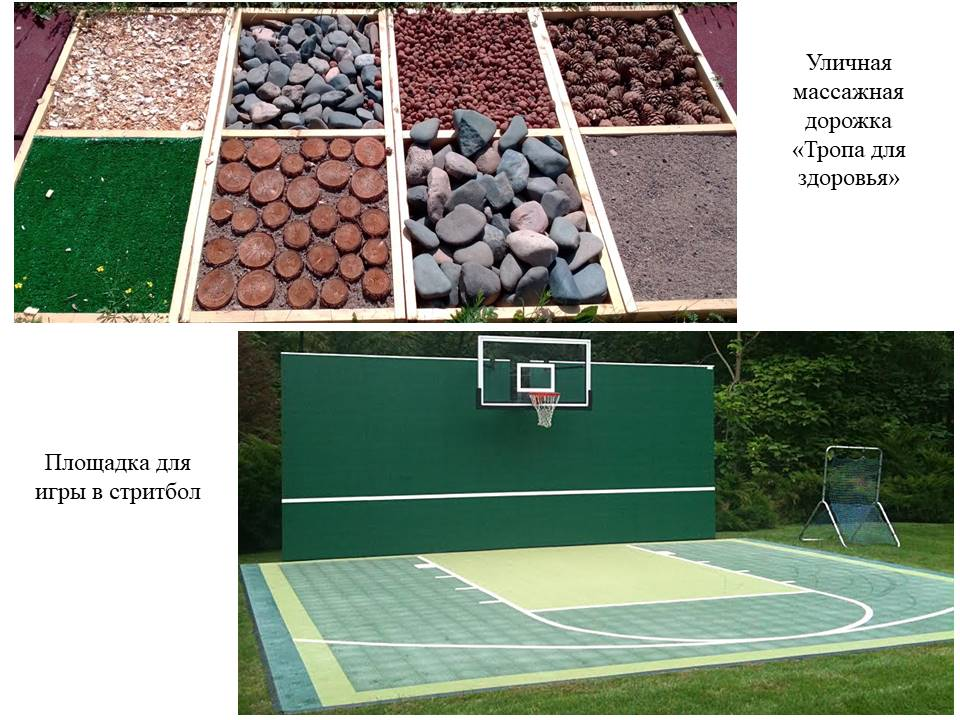 Уличная
массажная
дорожка
«Тропа для
здоровья»
Площадка для
игры в стритбол